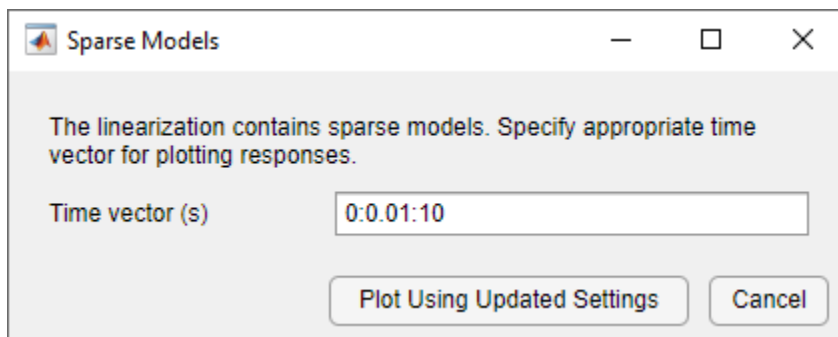 Sparse Models
The linearization contains sparse models. Specify appropriate time
vector for plotting responses.
Time vector (s) 0:0.01:10
Plot Using Updated Settings Cancel